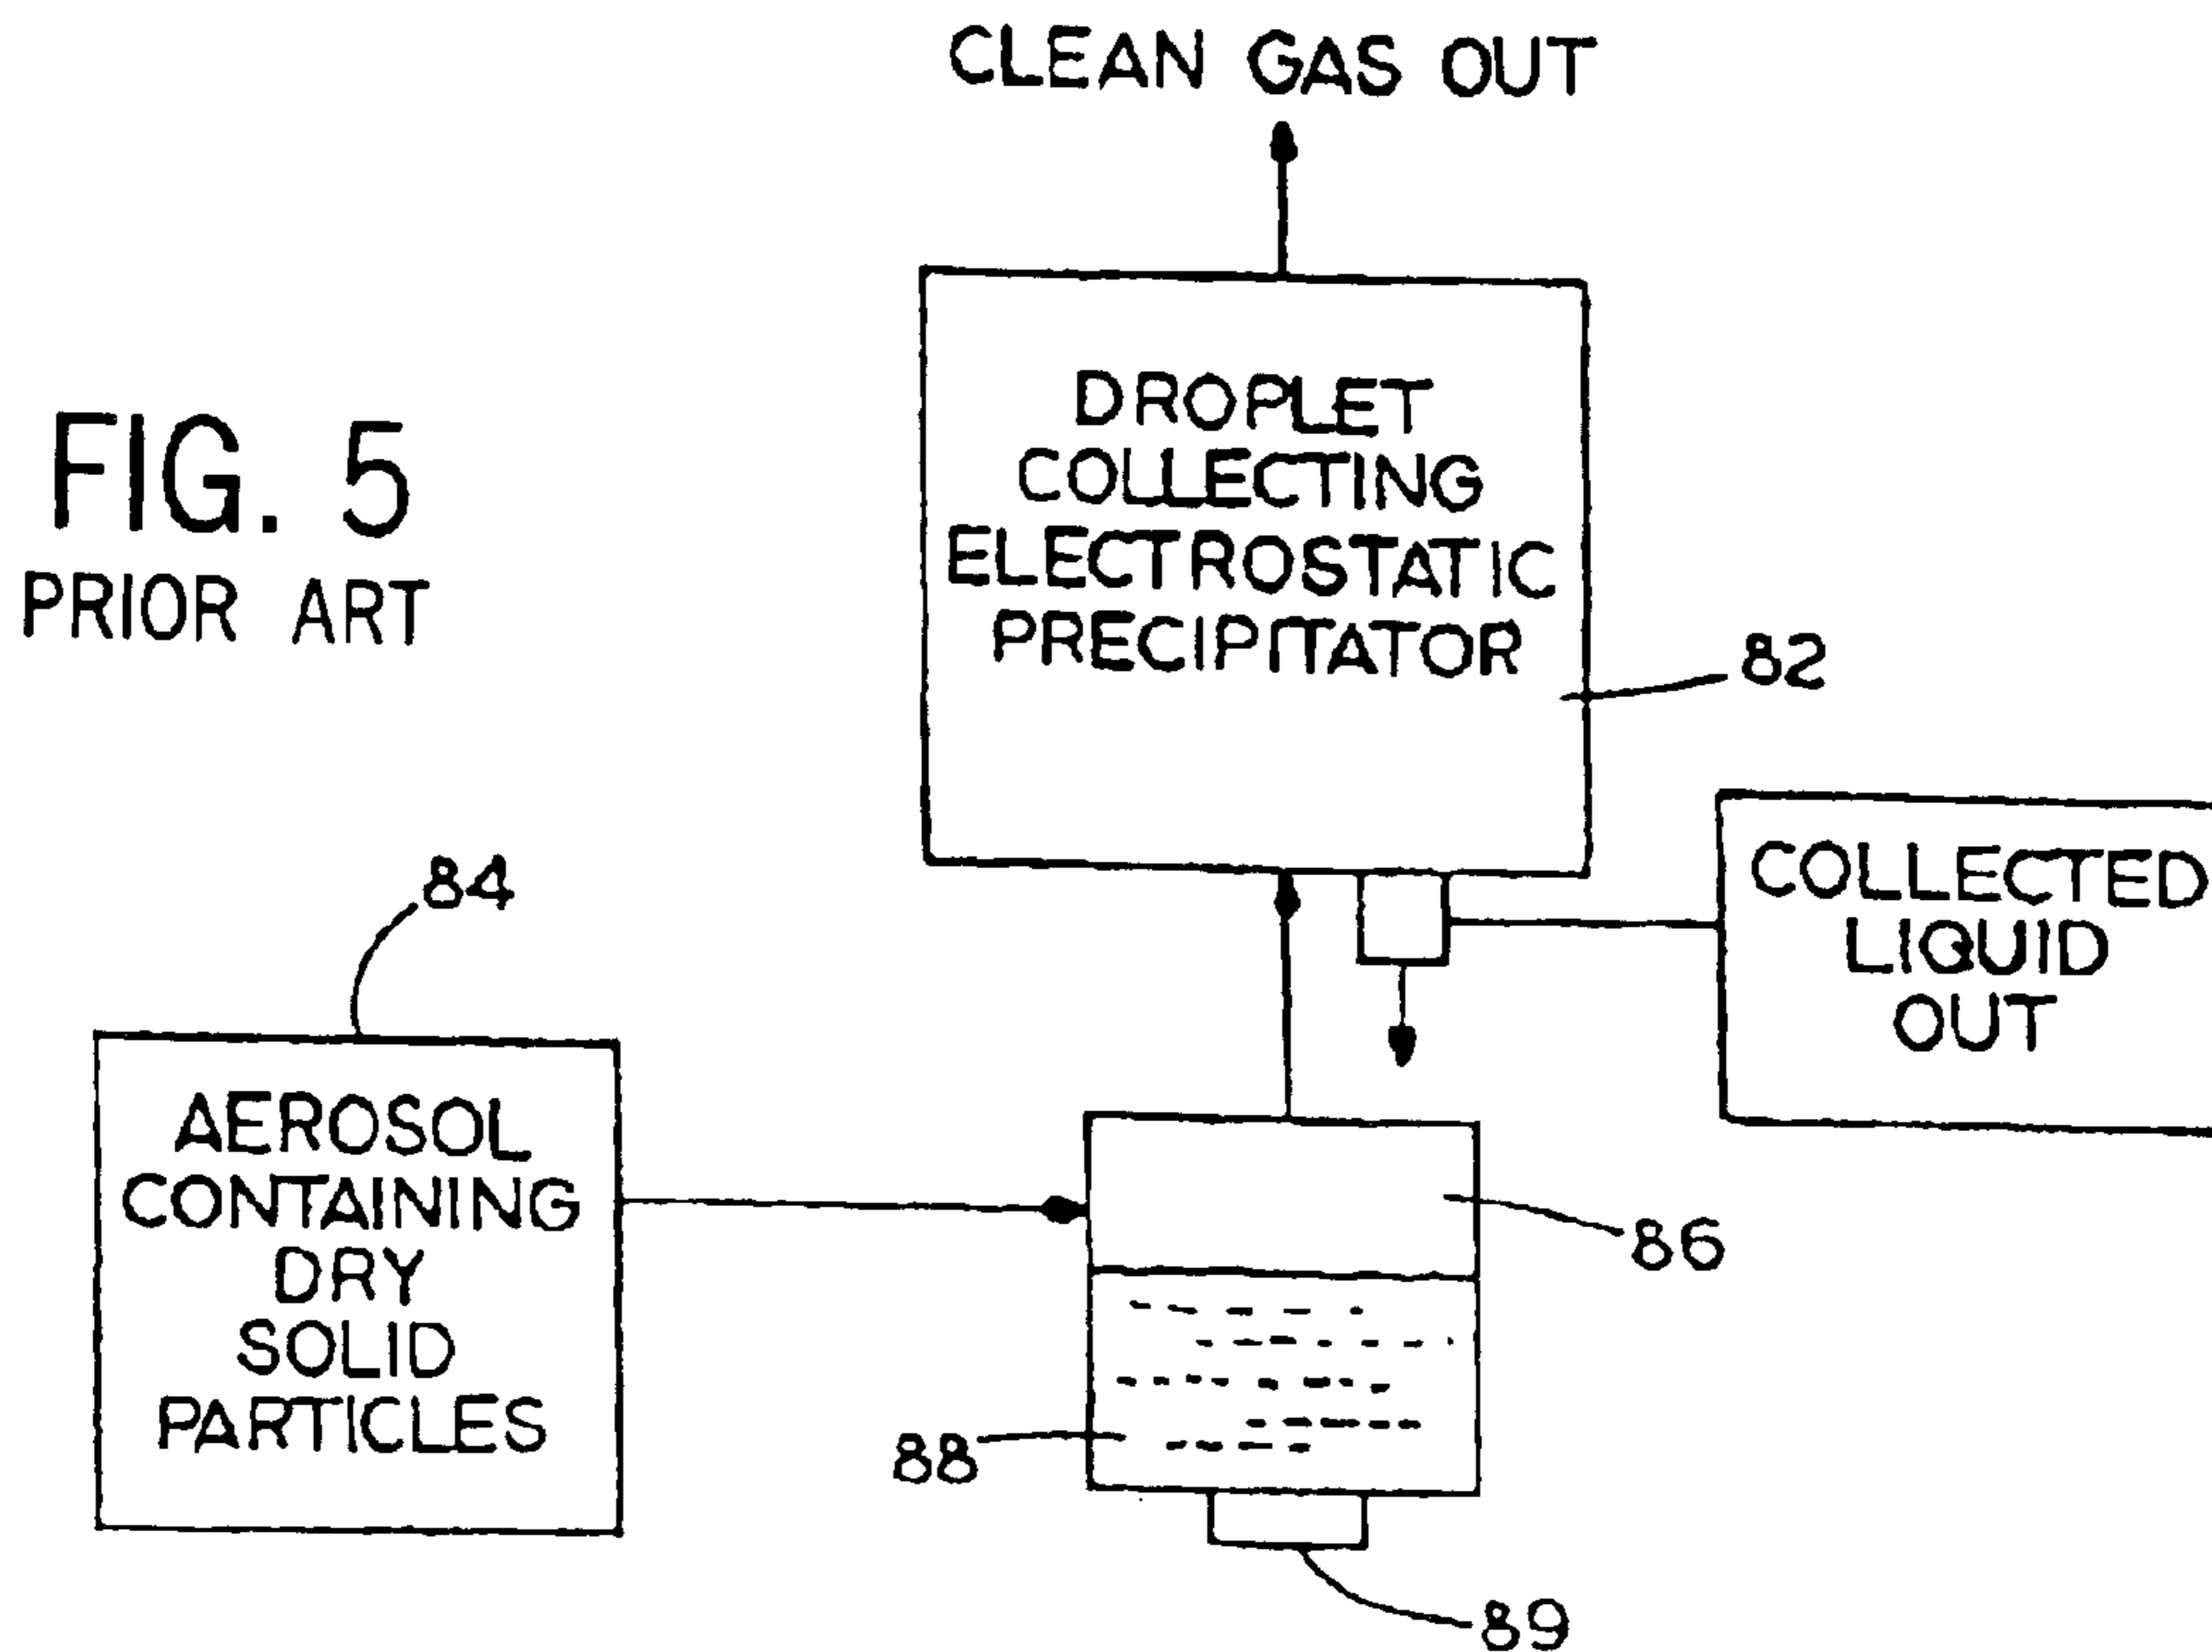 CLEAN GAS OUT
FIG. 5
PRIOR ART
DROPLET
COLLECTING
ELECTROSTATIC
PRECIPITATOR
82
COLLECTED
LIQUID
OUT
84
AEROSOL
CONTAINING
DRY
SOLID
PARTICLES
86
88
89